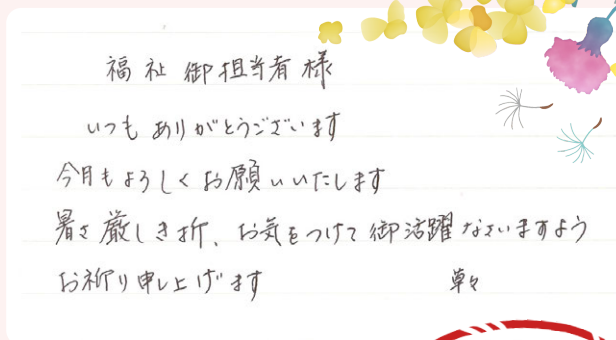 福祉御担当者様
いつもありがとうございます
今月もよろしくお願いいたします
暑さ厳しき折、お気をつけて御活躍なさいますよう
お祈り申し上げます 草々